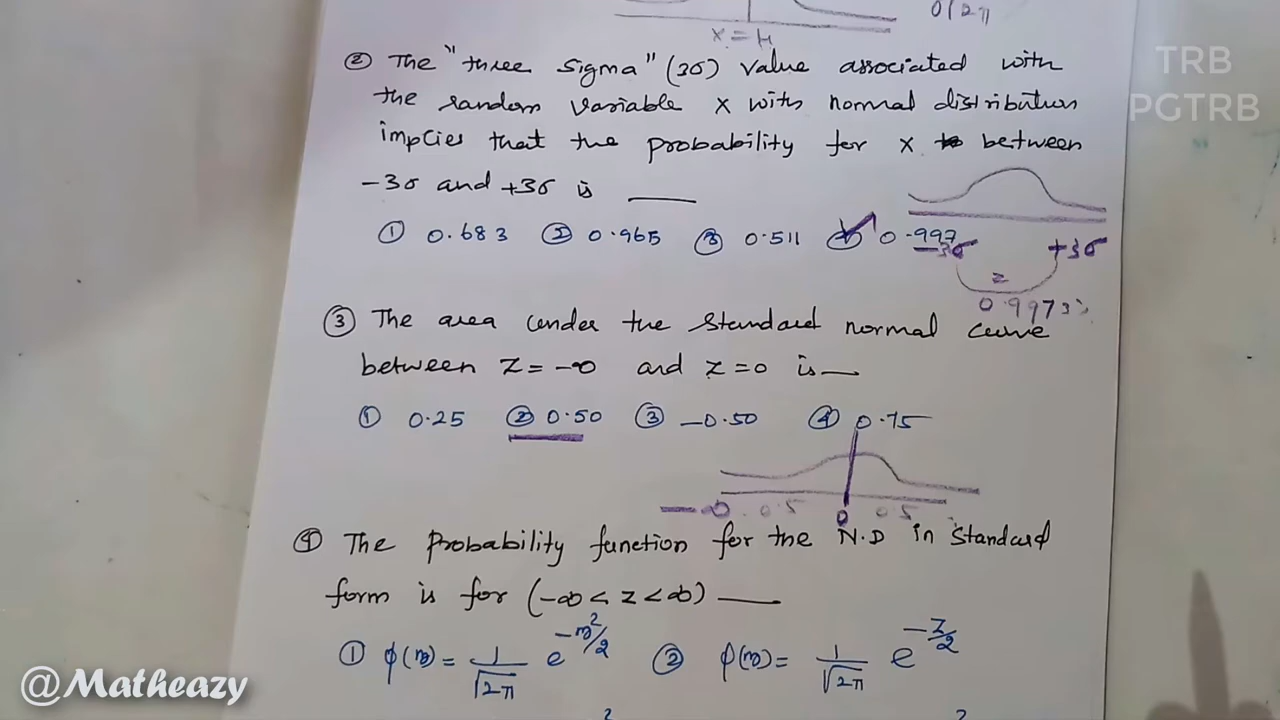 0/2π
x = μ
TRB
PGTRB
② The "three sigma" (3σ) value associated with
the random variable x with normal distribution
implies that the probability for x to between
-3σ and +3σ is ____
① 0.683 ② 0.965 ③ 0.511 ④ 0.997
-3σ +3σ
0.9973
③ The area under the standard normal curve
between z = -∞ and z = 0 is __
① 0.25 ② 0.50 ③ -0.50 ④ 0.75
-∞ 0.5 0 0.5
④ The Probability function for the N.D in Standard
form is for (-∞ < z < ∞) ____
① φ(z) = 1/√2π e^-z²/2 ② φ(z) = 1/√2π e^-z/2
2 2
@Matheazy